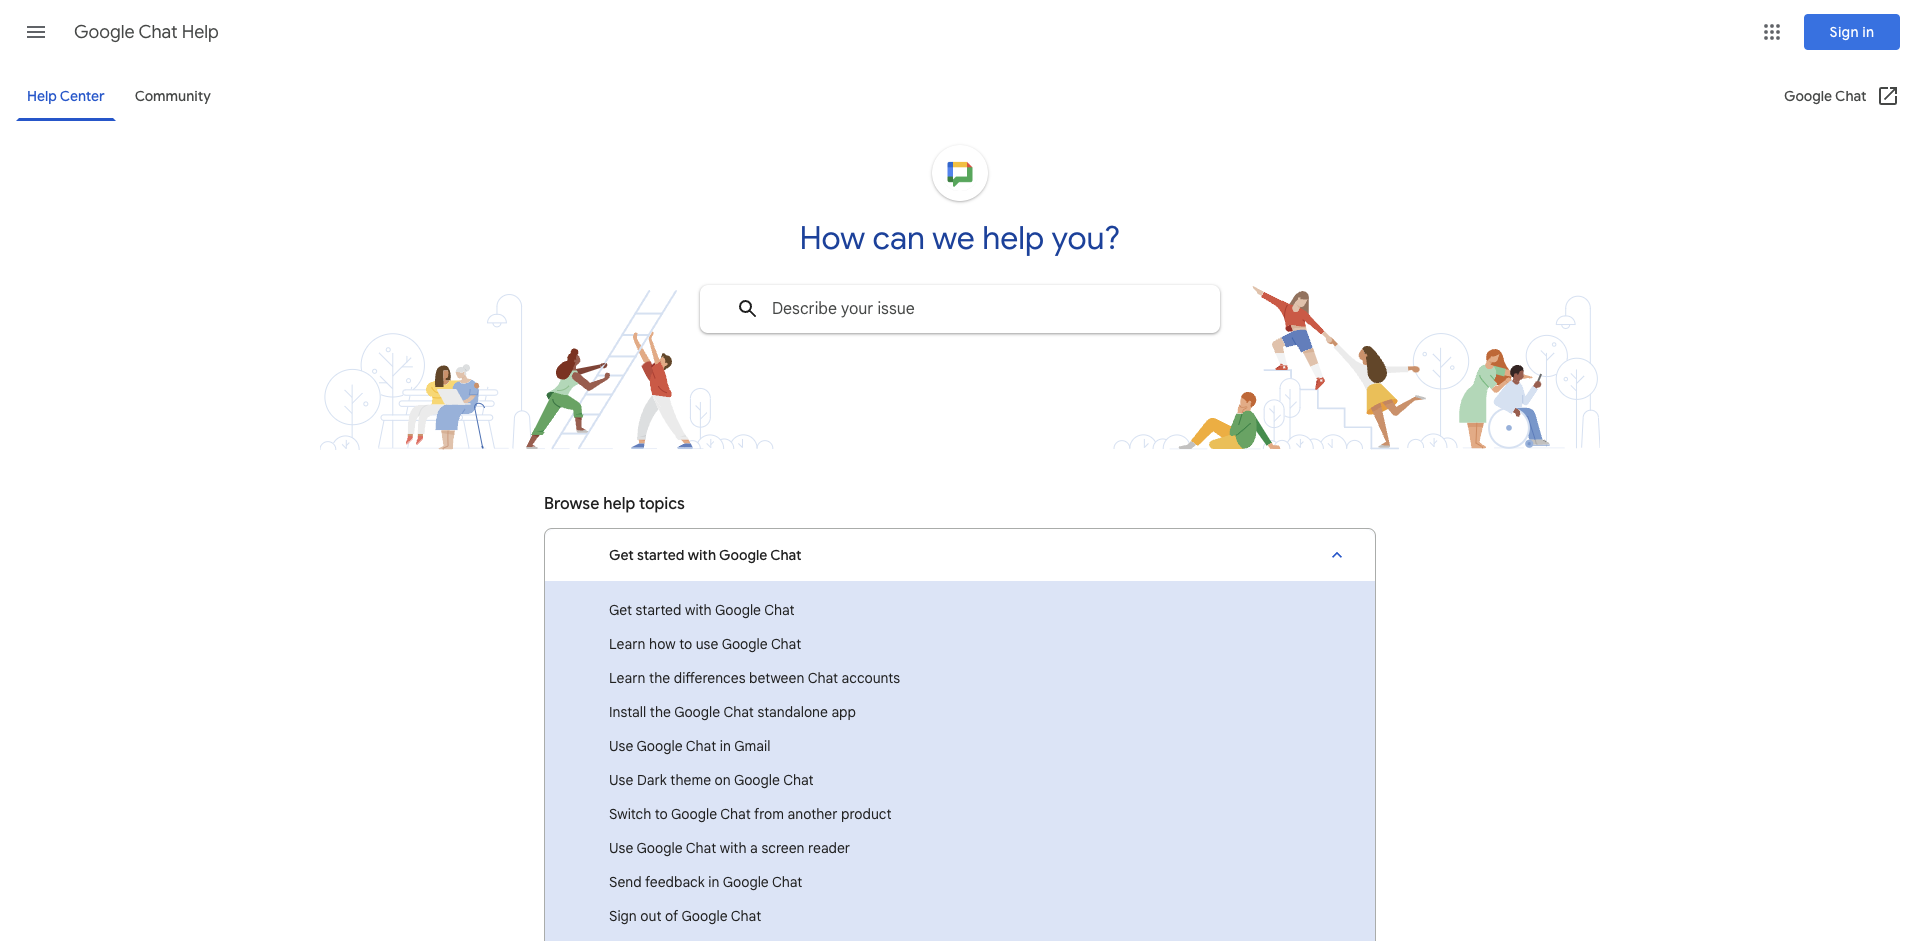 Google Chat Help
Sign in
Help Center
Community
Google Chat
How can we help you?
Describe your issue
Browse help topics
Get started with Google Chat
Get started with Google Chat
Learn how to use Google Chat
Learn the differences between Chat accounts
Install the Google Chat standalone app
Use Google Chat in Gmail
Use Dark theme on Google Chat
Switch to Google Chat from another product
Use Google Chat with a screen reader
Send feedback in Google Chat
Sign out of Google Chat